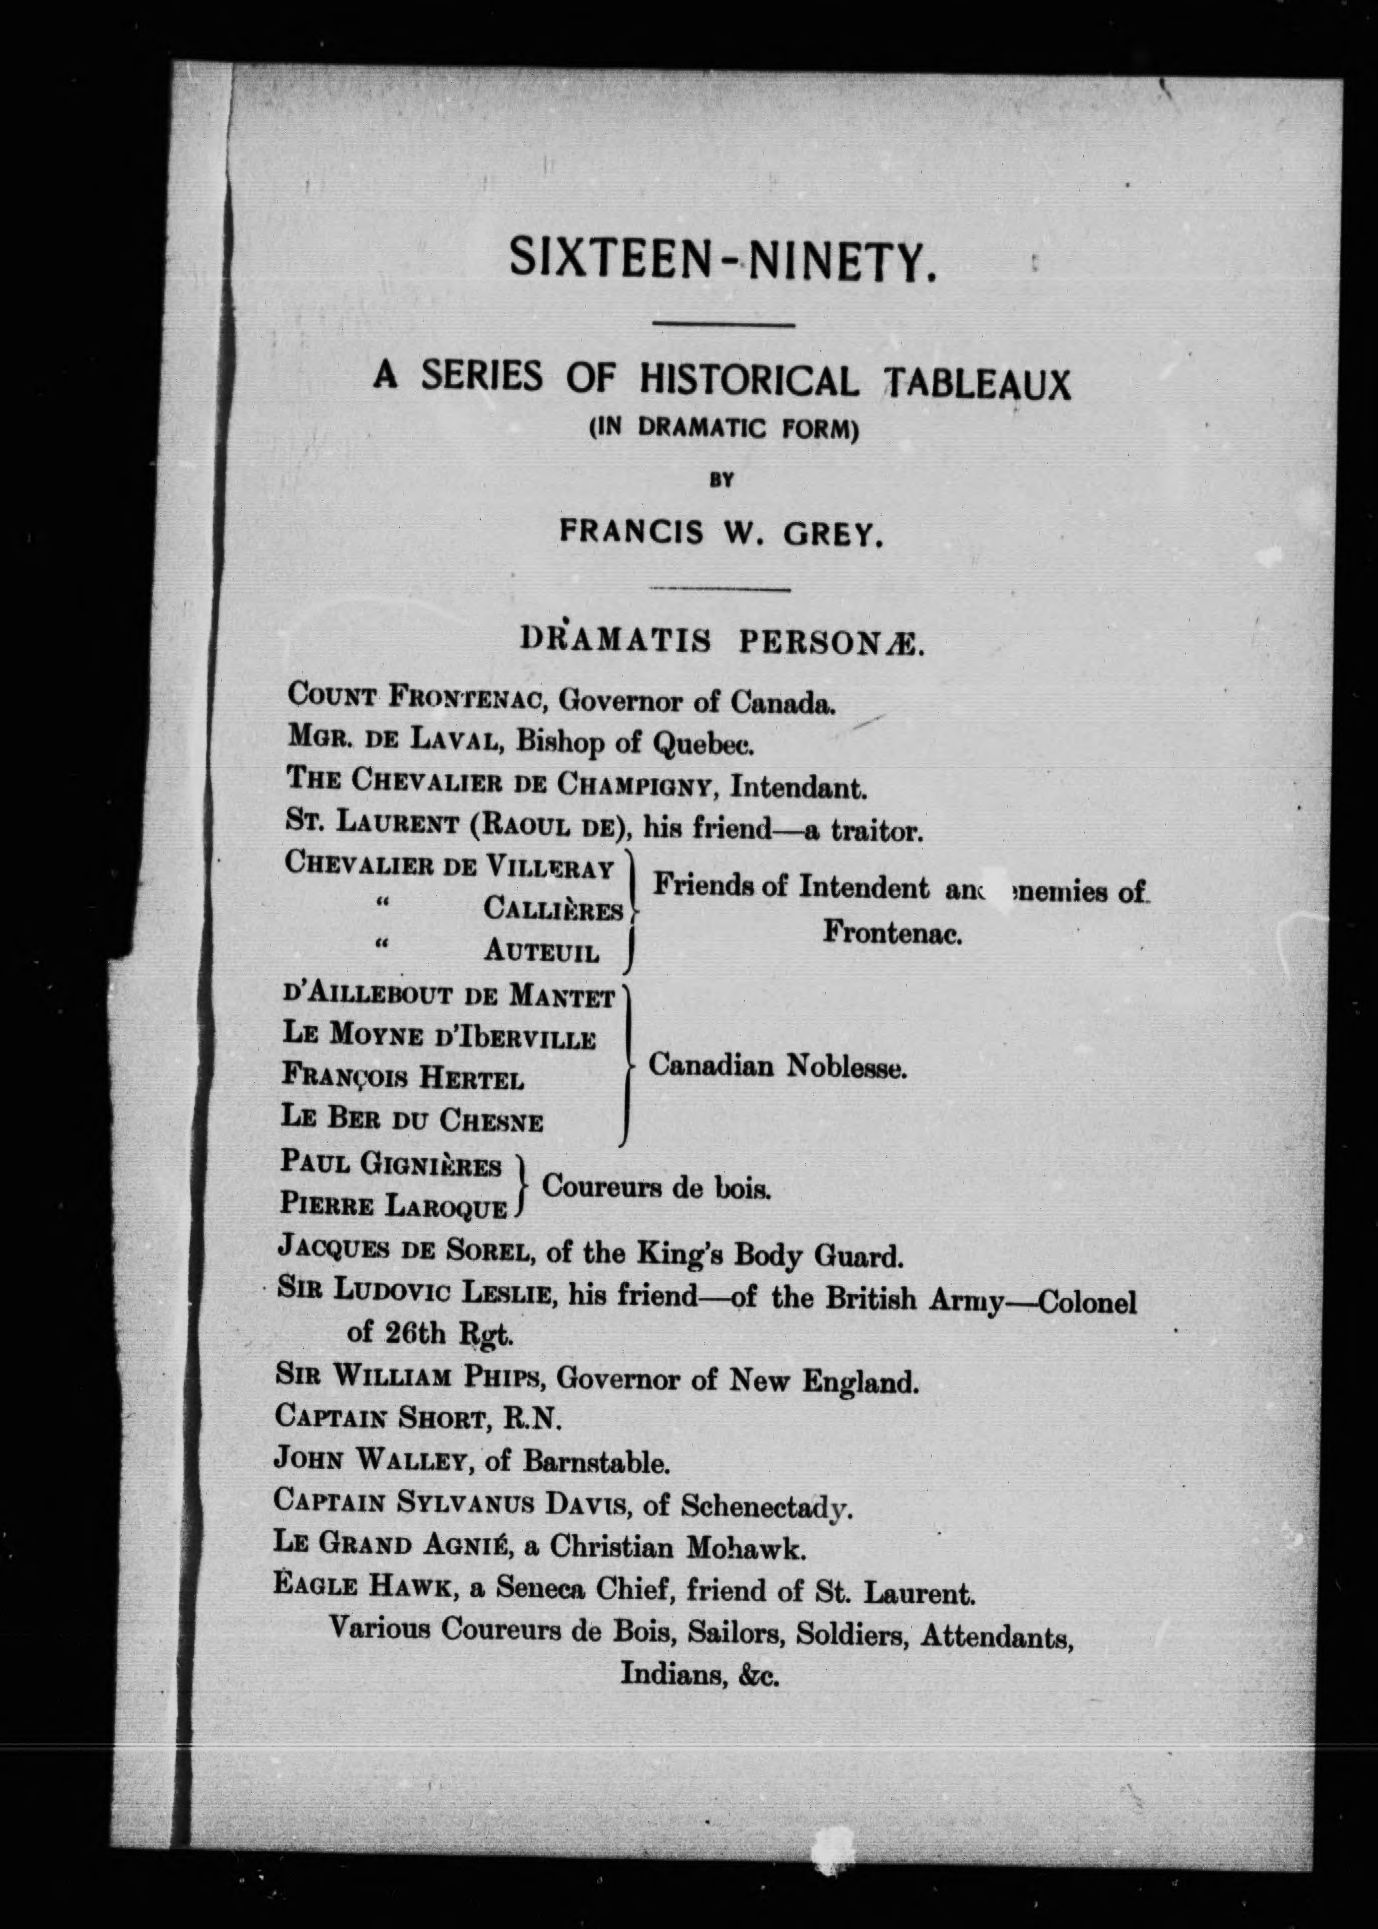 SIXTEEN-NINETY.
A SERIES OF HISTORICAL TABLEAUX
(IN DRAMATIC FORM)
BY
FRANCIS W. GREY.
DRAMATIS PERSONÆ.
COUNT FRONTENAC, Governor of Canada.
MGR. DE LAVAL, Bishop of Quebec.
THE CHEVALIER DE CHAMPIGNY, Intendant.
ST. LAURENT (RAOUL DE), his friend—a traitor.
CHEVALIER DE VILLERAY
“ CALLIÈRES
“ AUTEUIL
Friends of Intendent and enemies of
Frontenac.
D'AILLEBOUT DE MANTET
LE MOYNE D'IbERVILLE
FRANÇOIS HERTEL
LE BER DU CHESNE
Canadian Noblesse.
PAUL GIGNIÈRES
PIERRE LAROQUE
Coureurs de bois.
JACQUES DE SOREL, of the King's Body Guard.
SIR LUDOVIC LESLIE, his friend—of the British Army—Colonel
of 26th Rgt.
SIR WILLIAM PHIPS, Governor of New England.
CAPTAIN SHORT, R.N.
JOHN WALLEY, of Barnstable.
CAPTAIN SYLVANUS DAVIS, of Schenectady.
LE GRAND AGNIÉ, a Christian Mohawk.
EAGLE HAWK, a Seneca Chief, friend of St. Laurent.
Various Coureurs de Bois, Sailors, Soldiers, Attendants,
Indians, &c.